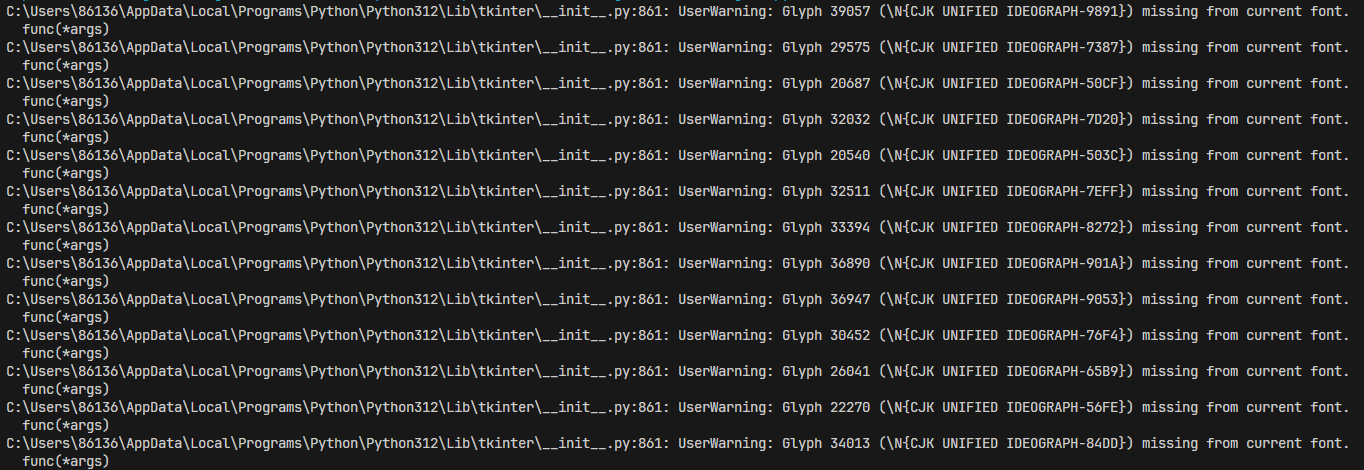 C:\Users\86136\AppData\Local\Programs\Python\Python312\Lib\tkinter\__init__.py:861: UserWarning: Glyph 39057 (\N{CJK UNIFIED IDEOGRAPH-9891}) missing from current font.
  func(*args)
C:\Users\86136\AppData\Local\Programs\Python\Python312\Lib\tkinter\__init__.py:861: UserWarning: Glyph 29575 (\N{CJK UNIFIED IDEOGRAPH-7387}) missing from current font.
  func(*args)
C:\Users\86136\AppData\Local\Programs\Python\Python312\Lib\tkinter\__init__.py:861: UserWarning: Glyph 20687 (\N{CJK UNIFIED IDEOGRAPH-50CF}) missing from current font.
  func(*args)
C:\Users\86136\AppData\Local\Programs\Python\Python312\Lib\tkinter\__init__.py:861: UserWarning: Glyph 32032 (\N{CJK UNIFIED IDEOGRAPH-7D20}) missing from current font.
  func(*args)
C:\Users\86136\AppData\Local\Programs\Python\Python312\Lib\tkinter\__init__.py:861: UserWarning: Glyph 20540 (\N{CJK UNIFIED IDEOGRAPH-503C}) missing from current font.
  func(*args)
C:\Users\86136\AppData\Local\Programs\Python\Python312\Lib\tkinter\__init__.py:861: UserWarning: Glyph 32511 (\N{CJK UNIFIED IDEOGRAPH-7EFF}) missing from current font.
  func(*args)
C:\Users\86136\AppData\Local\Programs\Python\Python312\Lib\tkinter\__init__.py:861: UserWarning: Glyph 33394 (\N{CJK UNIFIED IDEOGRAPH-8272}) missing from current font.
  func(*args)
C:\Users\86136\AppData\Local\Programs\Python\Python312\Lib\tkinter\__init__.py:861: UserWarning: Glyph 36890 (\N{CJK UNIFIED IDEOGRAPH-901A}) missing from current font.
  func(*args)
C:\Users\86136\AppData\Local\Programs\Python\Python312\Lib\tkinter\__init__.py:861: UserWarning: Glyph 36947 (\N{CJK UNIFIED IDEOGRAPH-9053}) missing from current font.
  func(*args)
C:\Users\86136\AppData\Local\Programs\Python\Python312\Lib\tkinter\__init__.py:861: UserWarning: Glyph 30452 (\N{CJK UNIFIED IDEOGRAPH-76F4}) missing from current font.
  func(*args)
C:\Users\86136\AppData\Local\Programs\Python\Python312\Lib\tkinter\__init__.py:861: UserWarning: Glyph 26041 (\N{CJK UNIFIED IDEOGRAPH-65B9}) missing from current font.
  func(*args)
C:\Users\86136\AppData\Local\Programs\Python\Python312\Lib\tkinter\__init__.py:861: UserWarning: Glyph 22270 (\N{CJK UNIFIED IDEOGRAPH-56FE}) missing from current font.
  func(*args)
C:\Users\86136\AppData\Local\Programs\Python\Python312\Lib\tkinter\__init__.py:861: UserWarning: Glyph 34013 (\N{CJK UNIFIED IDEOGRAPH-84DD}) missing from current font.
  func(*args)